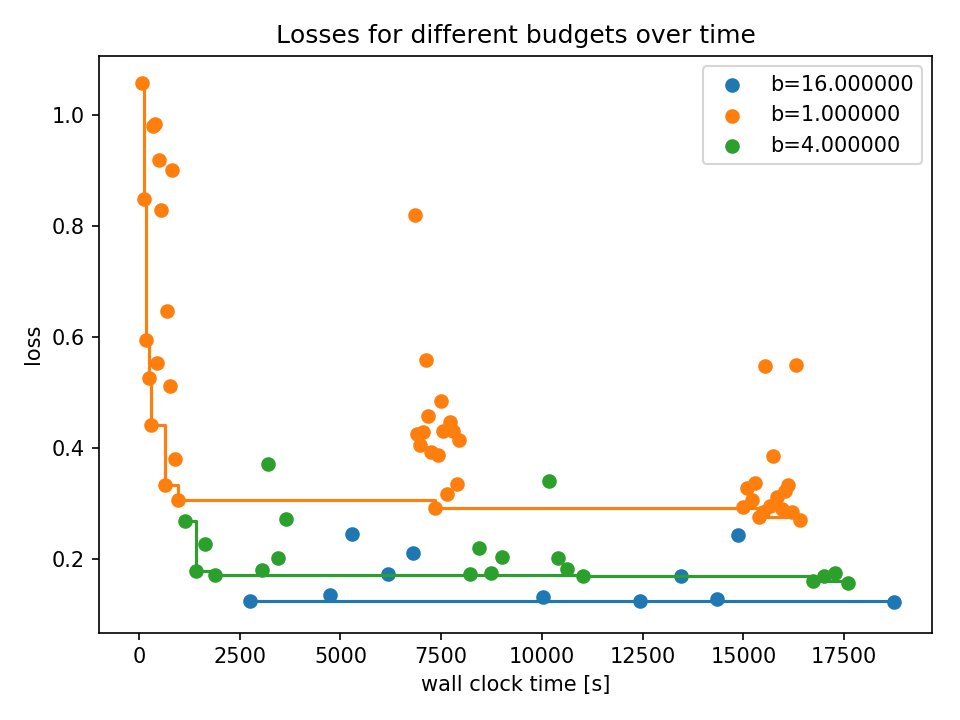 Losses for different budgets over time
b=16.000000
b=1.000000
b=4.000000
1.0
0.8
0.6
0.4
0.2
loss
0 2500 5000 7500 10000 12500 15000 17500
wall clock time [s]